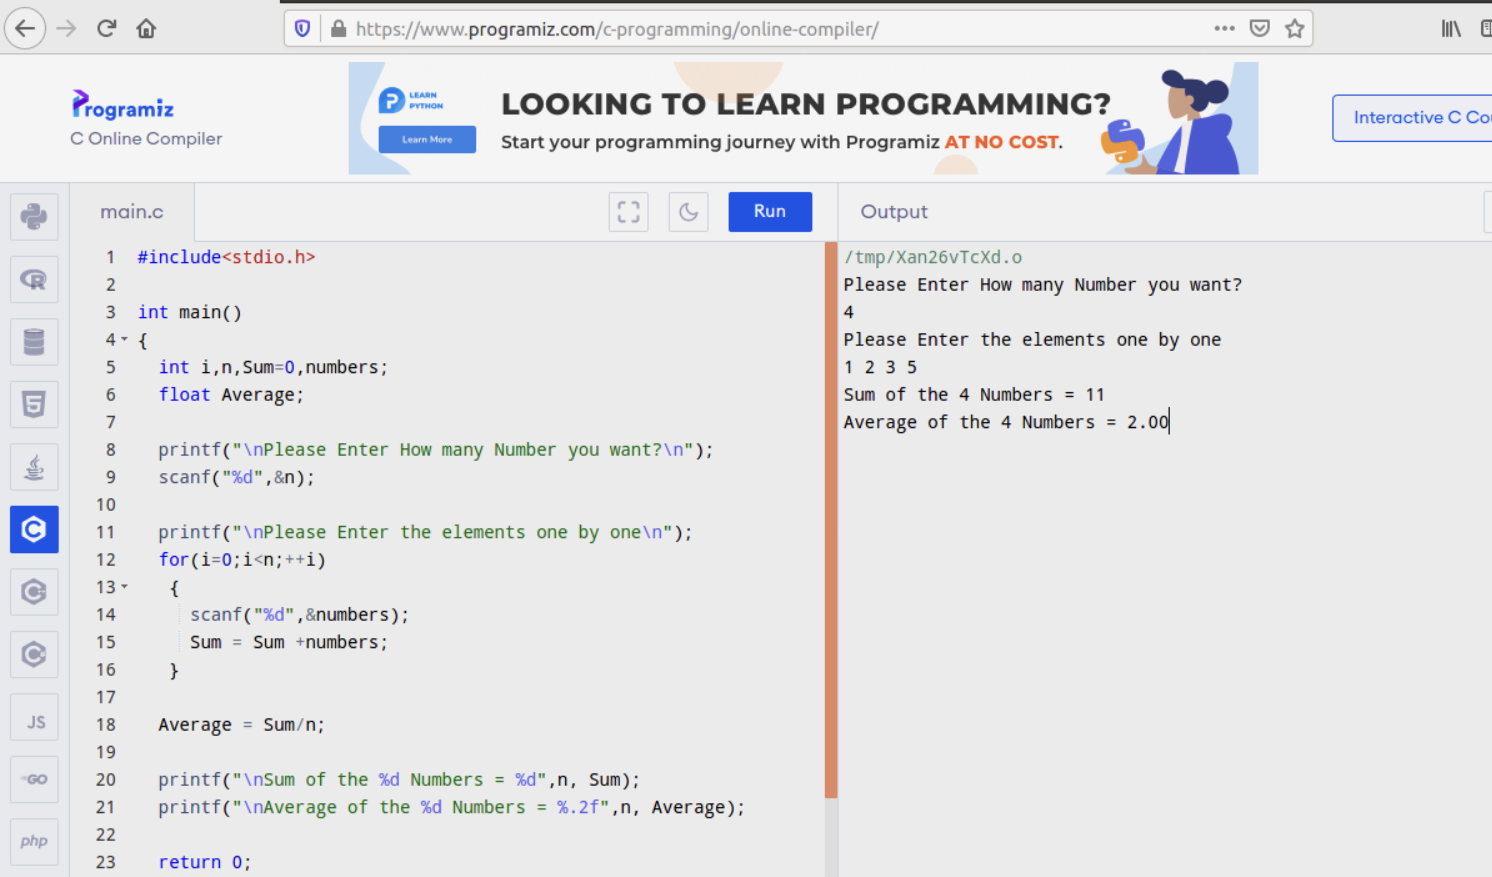 https://www.programiz.com/c-programming/online-compiler/
Programiz
C Online Compiler
LEARN
PYTHON
Learn More
LOOKING TO LEARN PROGRAMMING?
Start your programming journey with Programiz AT NO COST.
Interactive C Co
main.c
Run
Output
1 #include<stdio.h>
2
3 int main()
4 {
5 int i,n,Sum=0,numbers;
6 float Average;
7
8 printf("\nPlease Enter How many Number you want?\n");
9 scanf("%d",&n);
10
11 printf("\nPlease Enter the elements one by one\n");
12 for(i=0;i<n;++i)
13 {
14 scanf("%d",&numbers);
15 Sum = Sum +numbers;
16 }
17
18 Average = Sum/n;
19
20 printf("\nSum of the %d Numbers = %d",n, Sum);
21 printf("\nAverage of the %d Numbers = %.2f",n, Average);
22
23 return 0;
/tmp/Xan26vTcXd.o
Please Enter How many Number you want?
4
Please Enter the elements one by one
1 2 3 5
Sum of the 4 Numbers = 11
Average of the 4 Numbers = 2.00
R
5
C
JS
GO
php